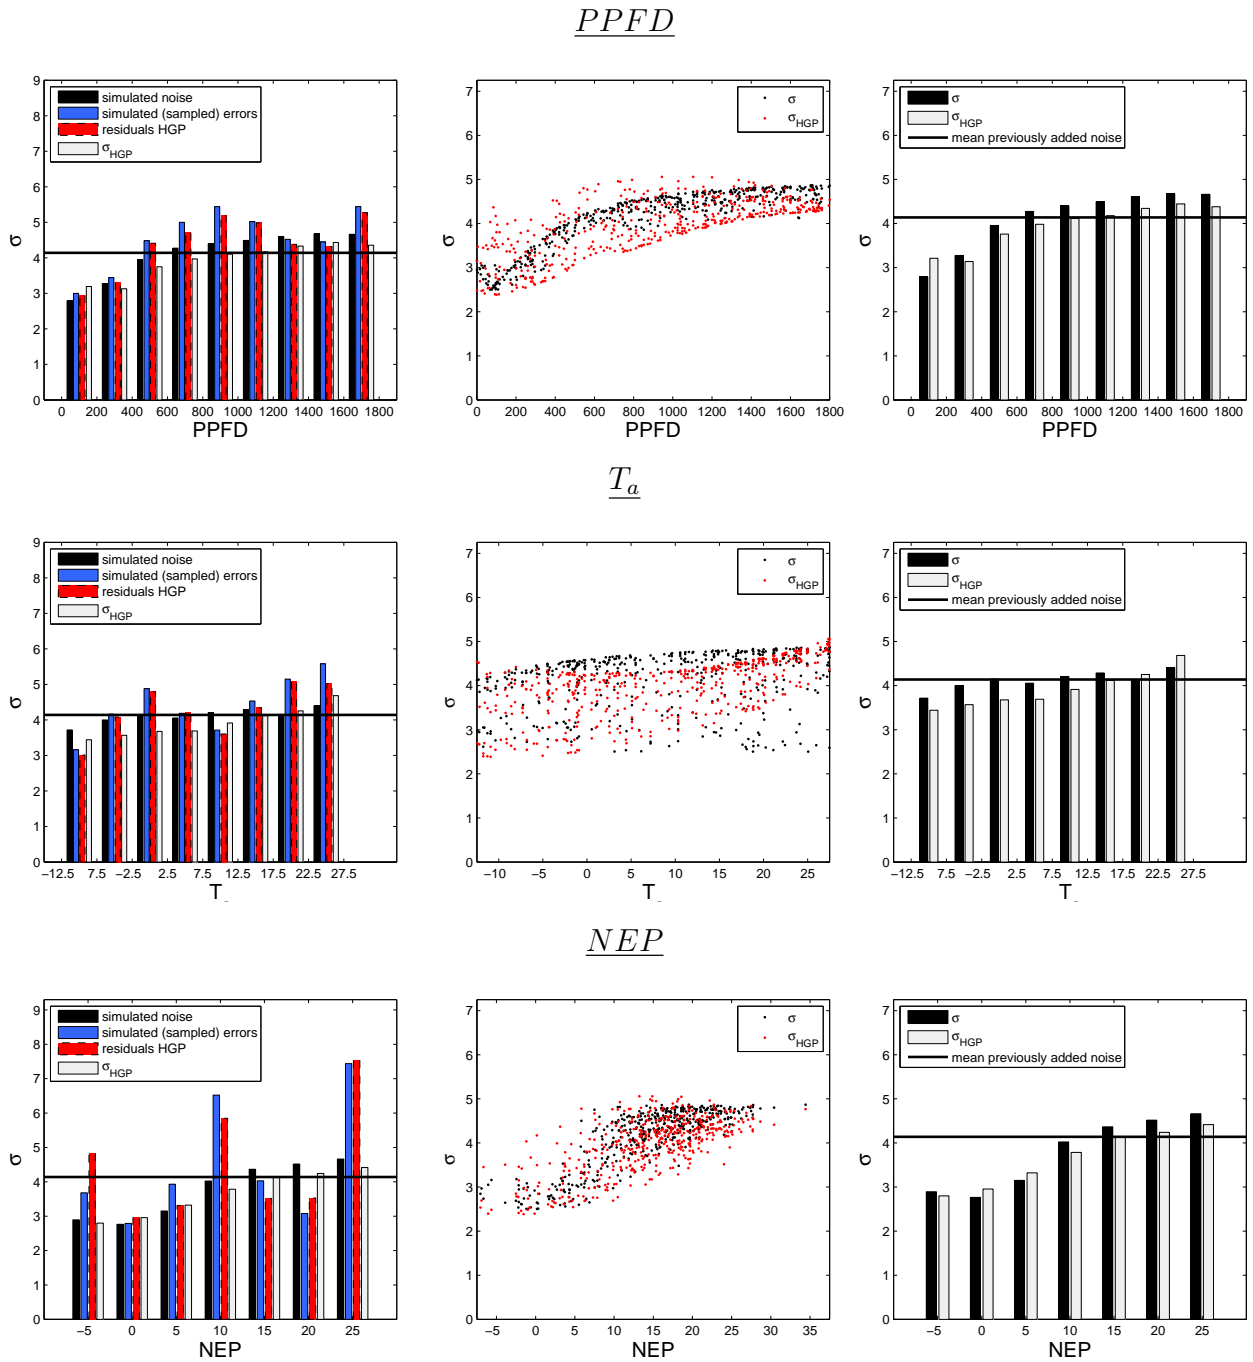 PPFD
9
8
7
6
5
4
3
2
1
0
σ
simulated noise
simulated (sampled) errors
residuals HGP
σHGP
0 200 400 600 800 1000 1200 1400 1600 1800
PPFD
7
6
5
4
3
2
1
0
σ
σ
σHGP
0 200 400 600 800 1000 1200 1400 1600 1800
PPFD
7
6
5
4
3
2
1
0
σ
σ
σHGP
mean previously added noise
0 200 400 600 800 1000 1200 1400 1600 1800
PPFD
Ta
9
8
7
6
5
4
3
2
1
0
σ
simulated noise
simulated (sampled) errors
residuals HGP
σHGP
−12.5 7.5 −2.5 2.5 7.5 12.5 17.5 22.5 27.5
T
7
6
5
4
3
2
1
0
σ
σ
σHGP
−10 −5 0 5 10 15 20 25
T
7
6
5
4
3
2
1
0
σ
σ
σHGP
mean previously added noise
−12.5 7.5 −2.5 2.5 7.5 12.5 17.5 22.5 27.5
T
NEP
9
8
7
6
5
4
3
2
1
0
σ
simulated noise
simulated (sampled) errors
residuals HGP
σHGP
−5 0 5 10 15 20 25
NEP
7
6
5
4
3
2
1
0
σ
σ
σHGP
−5 0 5 10 15 20 25 30 35
NEP
7
6
5
4
3
2
1
0
σ
σ
σHGP
mean previously added noise
−5 0 5 10 15 20 25
NEP